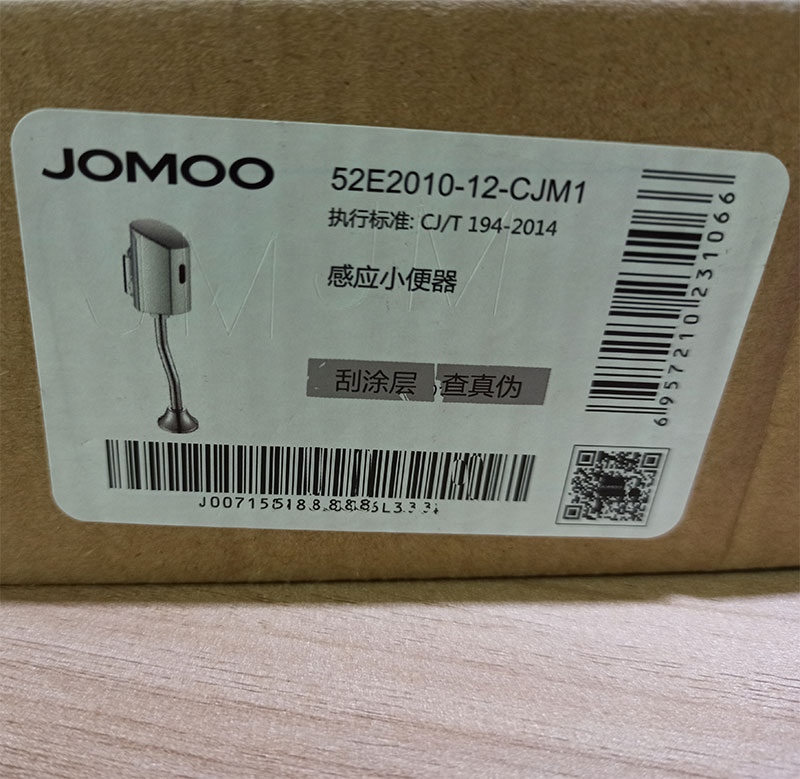 JOMOO
52E2010-12-CJM1
执行标准: CJ/T 194-2014
感应小便器
刮涂层 查真伪
6957210231066